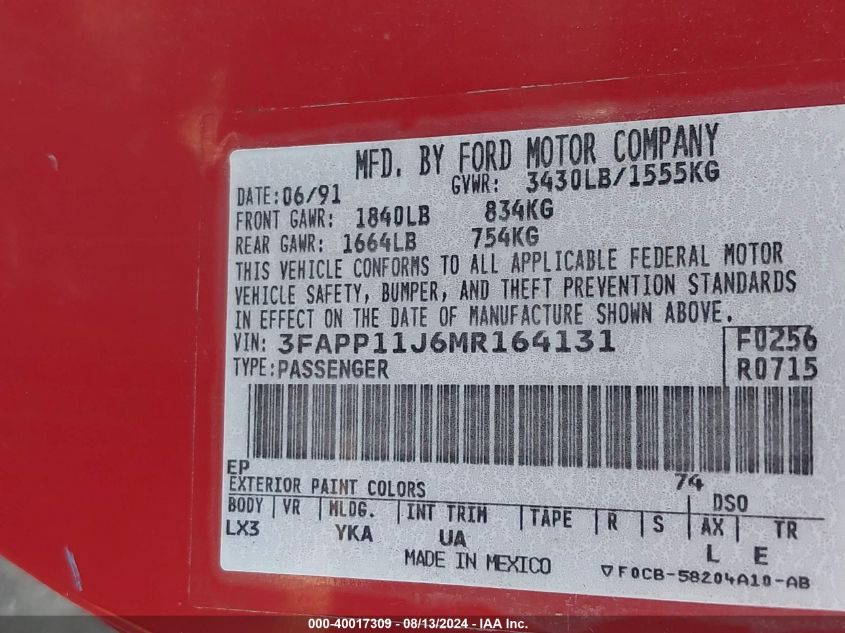 MFD. BY FORD MOTOR COMPANY
DATE:06/91 GVWR: 3430LB/1555KG
FRONT GAWR: 1840LB 834KG
REAR GAWR: 1664LB 754KG
THIS VEHICLE CONFORMS TO ALL APPLICABLE FEDERAL MOTOR
VEHICLE SAFETY, BUMPER, AND THEFT PREVENTION STANDARDS
IN EFFECT ON THE DATE OF MANUFACTURE SHOWN ABOVE.
VIN: 3FAPP11J6MR164131 F0256
TYPE:PASSENGER R0715
EP 74
EXTERIOR PAINT COLORS DSO
BODY VR MLDG. INT TRIM TAPE R S AX TR
LX3 YKA UA L E
MADE IN MEXICO ▽F0CB-58204A10-AB
000-40017309 - 08/13/2024 - IAA Inc.